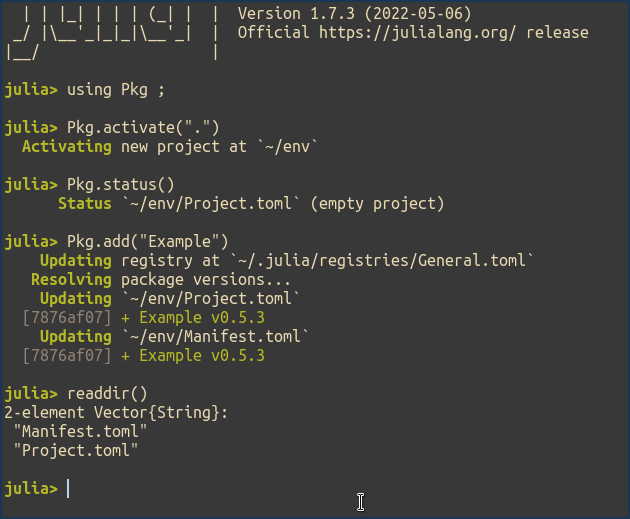 | | |_| | | | (_| |  |  Version 1.7.3 (2022-05-06)
 _/ |\__'_|_|_|\__'_|  |  Official https://julialang.org/ release
|__/                   |
julia> using Pkg ;
julia> Pkg.activate(".")
  Activating new project at `~/env`
julia> Pkg.status()
      Status `~/env/Project.toml` (empty project)
julia> Pkg.add("Example")
    Updating registry at `~/.julia/registries/General.toml`
   Resolving package versions...
    Updating `~/env/Project.toml`
  [7876af07] + Example v0.5.3
    Updating `~/env/Manifest.toml`
  [7876af07] + Example v0.5.3
julia> readdir()
2-element Vector{String}:
 "Manifest.toml"
 "Project.toml"
julia>